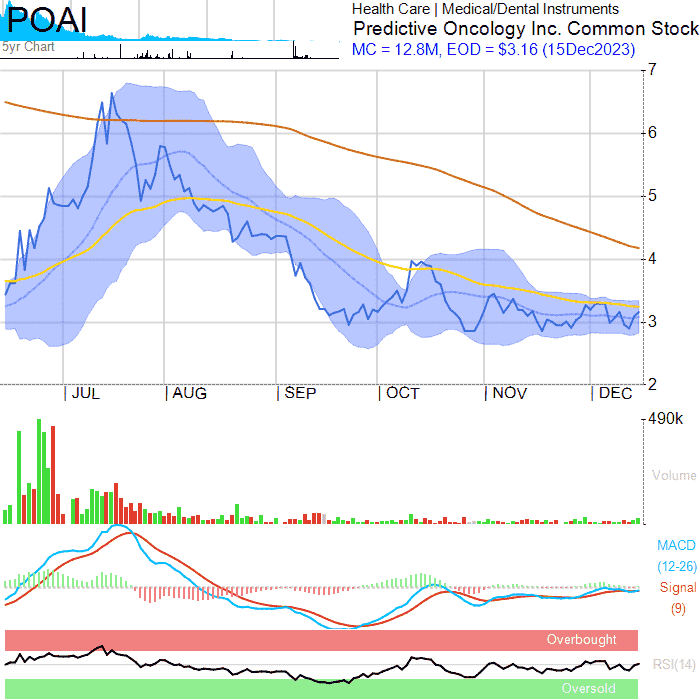 POAI
5yr Chart
Health Care | Medical/Dental Instruments
Predictive Oncology Inc. Common Stock
MC = 12.8M, EOD = $3.16 (15Dec2023)
7
6
5
4
3
2
JUL AUG SEP OCT NOV DEC
490k
Volume
MACD
(12-26)
Signal
(9)
Overbought
RSI(14)
Oversold